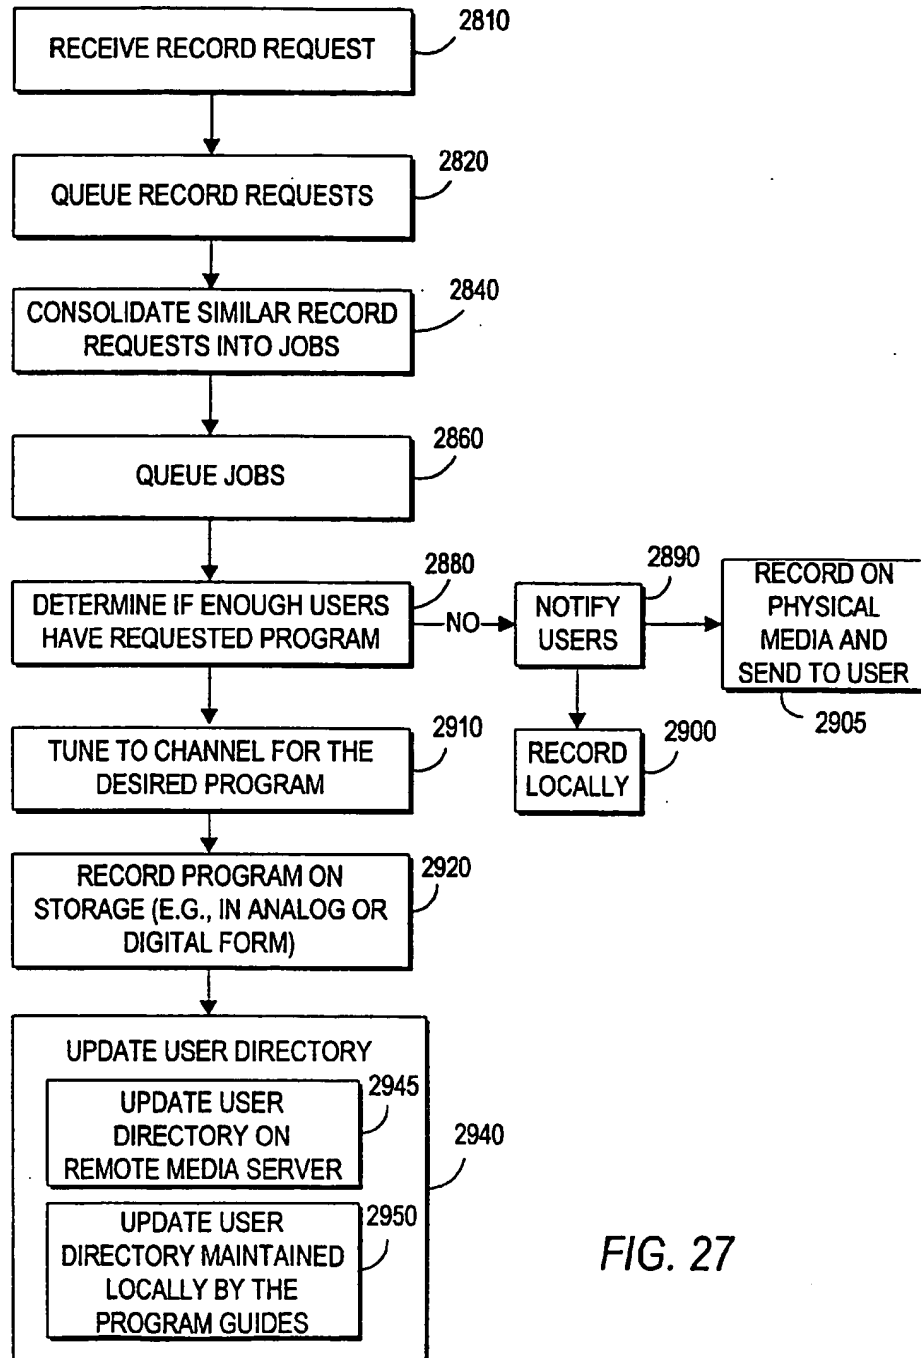 RECEIVE RECORD REQUEST
2810
QUEUE RECORD REQUESTS
2820
CONSOLIDATE SIMILAR RECORD
REQUESTS INTO JOBS
2840
QUEUE JOBS
2860
DETERMINE IF ENOUGH USERS
HAVE REQUESTED PROGRAM
2880
NO
NOTIFY
USERS
2890
RECORD ON
PHYSICAL
MEDIA AND
SEND TO USER
2905
RECORD
LOCALLY
2900
TUNE TO CHANNEL FOR THE
DESIRED PROGRAM
2910
RECORD PROGRAM ON
STORAGE (E.G., IN ANALOG OR
DIGITAL FORM)
2920
UPDATE USER DIRECTORY
2940
UPDATE USER
DIRECTORY ON
REMOTE MEDIA SERVER
2945
UPDATE USER
DIRECTORY MAINTAINED
LOCALLY BY THE
PROGRAM GUIDES
2950
FIG. 27